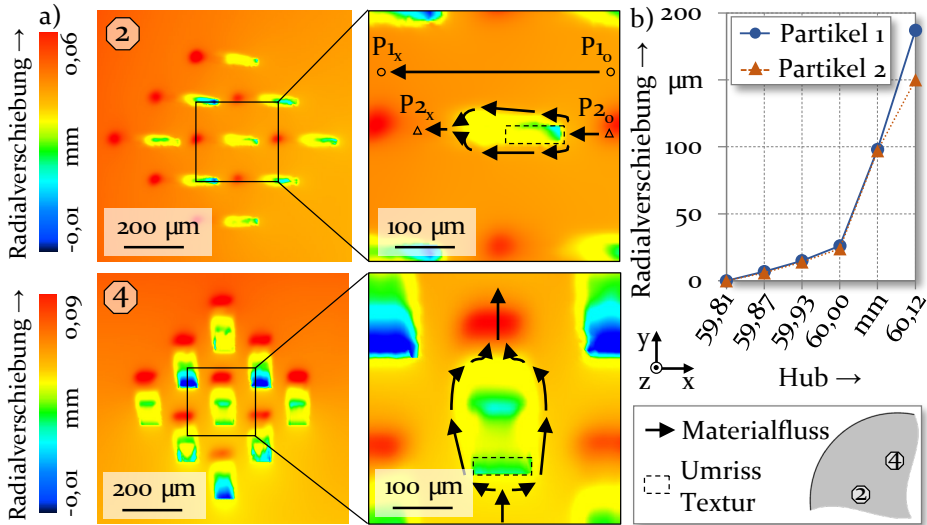 a)
Radialverschiebung →
0,06
mm
-0,01
2
200 µm
P1x
P1o
P2x
P2o
100 µm
Radialverschiebung →
0,09
mm
-0,01
4
200 µm
100 µm
b)
Radialverschiebung →
200
µm
100
50
0
Partikel 1
Partikel 2
59,81
59,87
59,93
60,00
mm
60,12
Hub →
y
z
x
Materialfluss
Umriss
Textur
4
2